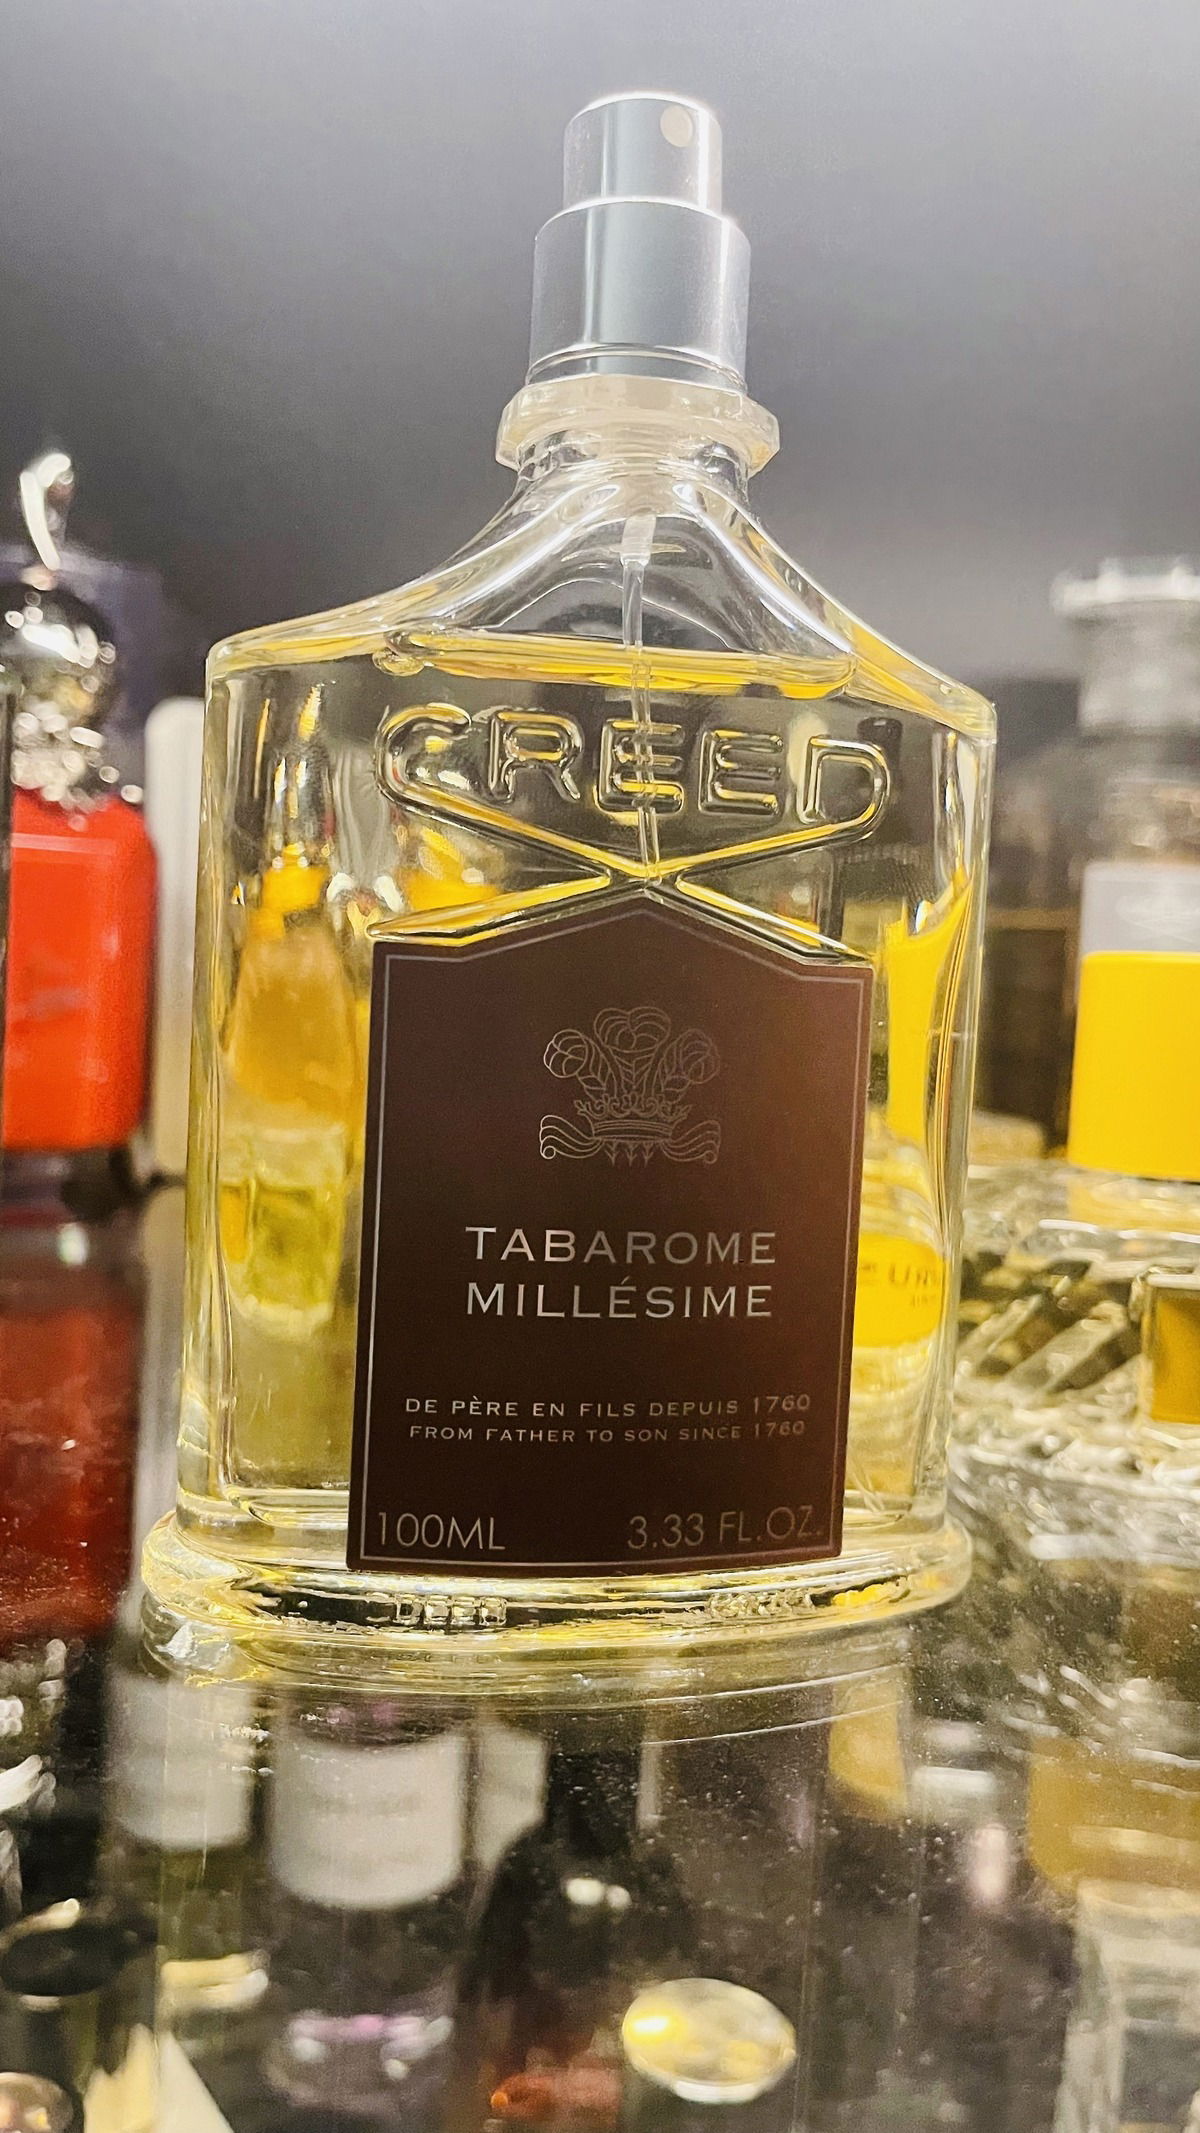 CREED
TABAROME
MILLÉSIME
DE PÈRE EN FILS DEPUIS 1760
FROM FATHER TO SON SINCE 1760
100ML 3.33 FL.OZ.